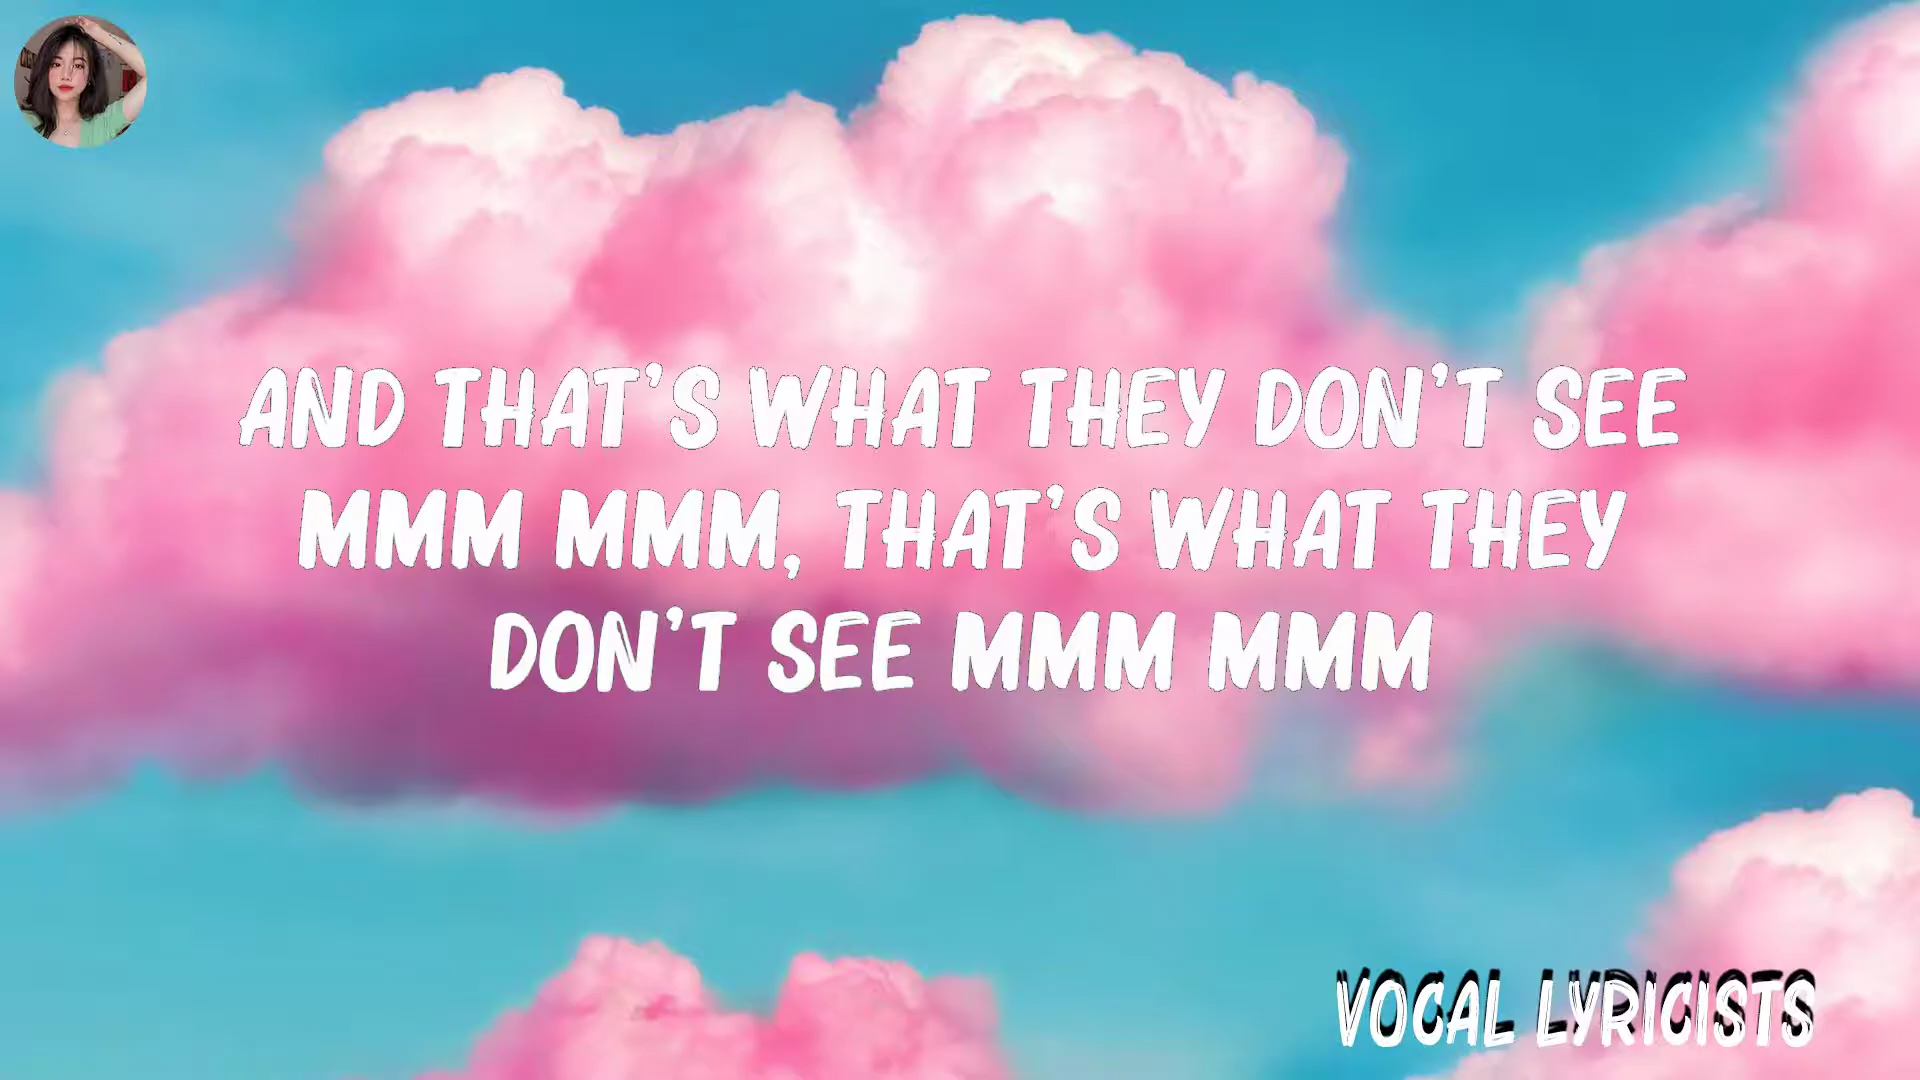 AND THAT'S WHAT THEY DON'T SEE
MMM MMM, THAT'S WHAT THEY
DON'T SEE MMM MMM
VOCAL LYRICISTS